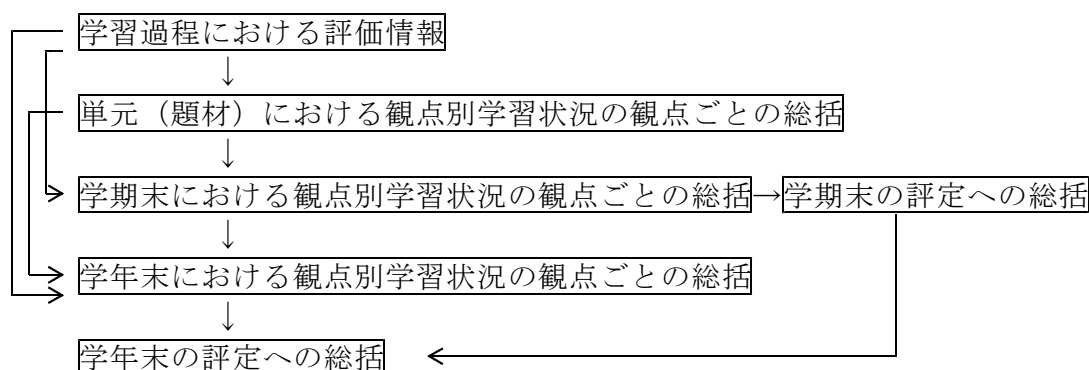 学習過程における評価情報
↓
単元（題材）における観点別学習状況の観点ごとの総括
↓
学期末における観点別学習状況の観点ごとの総括→学期末の評定への総括
↓
学年末における観点別学習状況の観点ごとの総括
↓
学年末の評定への総括